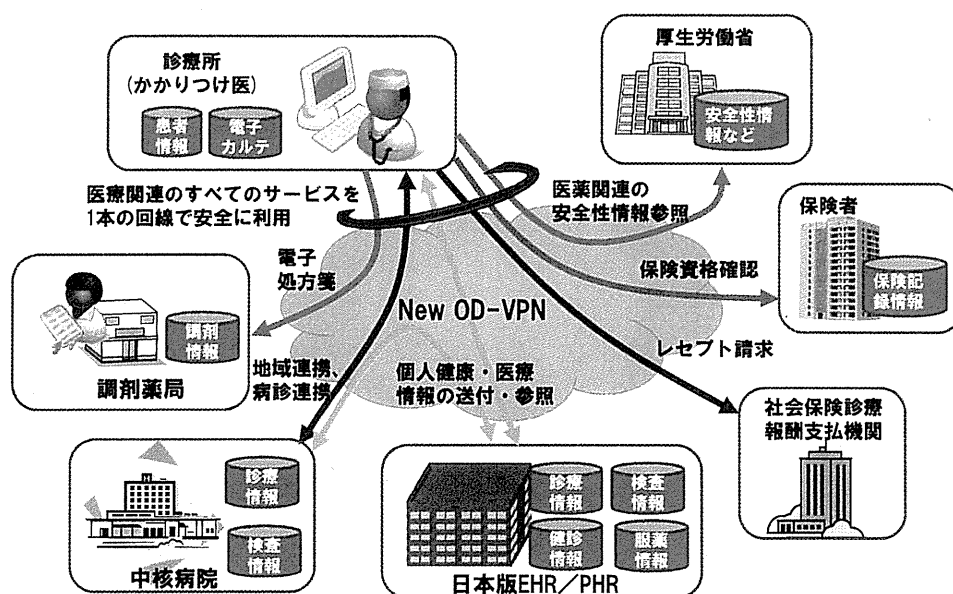 診療所
(かかりつけ医)
患者
情報
電子
カルテ
厚生労働省
安全性情
報など
医療関連のすべてのサービスを
1本の回線で安全に利用
医薬関連の
安全性情報参照
保険者
保険記
録情報
電子
処方箋
保険資格確認
New OD-VPN
調剤
情報
調剤薬局
レセプト請求
地域連携、
病診連携
個人健康・医療
情報の送付・参照
社会保険診療
報酬支払機関
診療
情報
検査
情報
中核病院
診療
情報
検査
情報
健診
情報
服薬
情報
日本版EHR/PHR